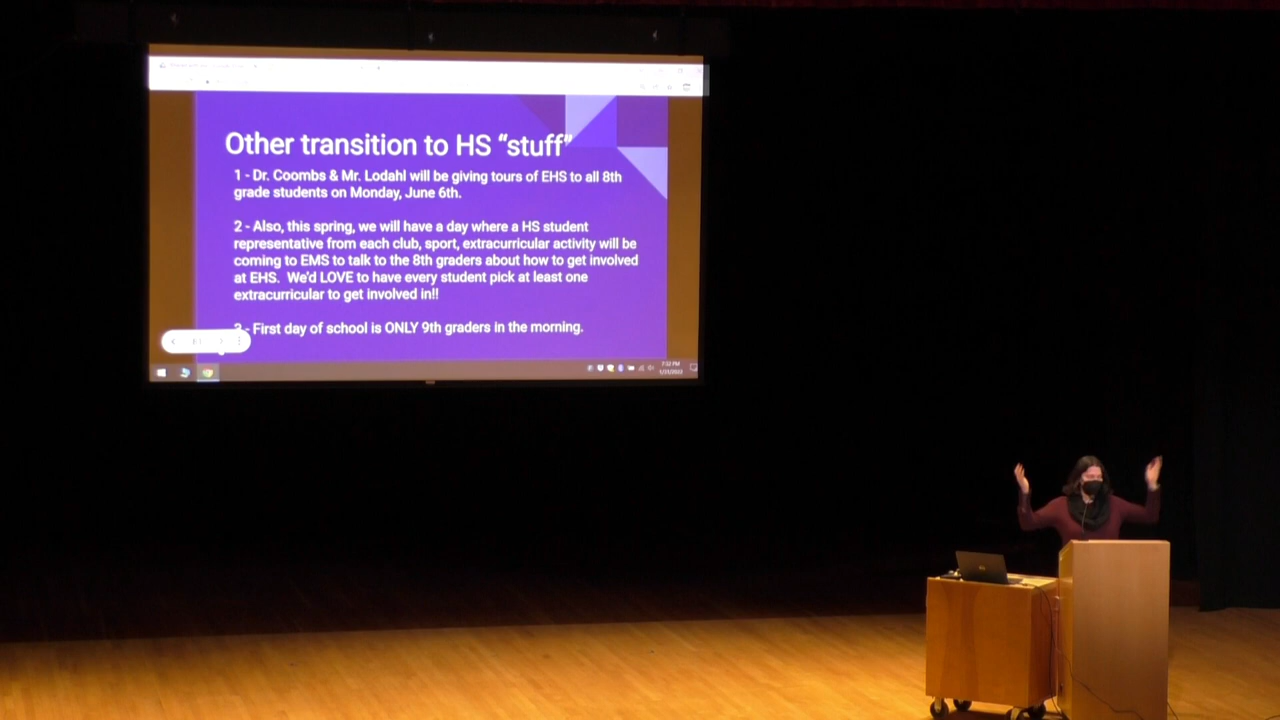 Other transition to HS “stuff”
1 - Dr. Coombs & Mr. Lodahl will be giving tours of EHS to all 8th
grade students on Monday, June 6th.
2 - Also, this spring, we will have a day where a HS student
representative from each club, sport, extracurricular activity will be
coming to EMS to talk to the 8th graders about how to get involved
at EHS.  We'd LOVE to have every student pick at least one
extracurricular to get involved in!!
3 - First day of school is ONLY 9th graders in the morning.
7:32 PM